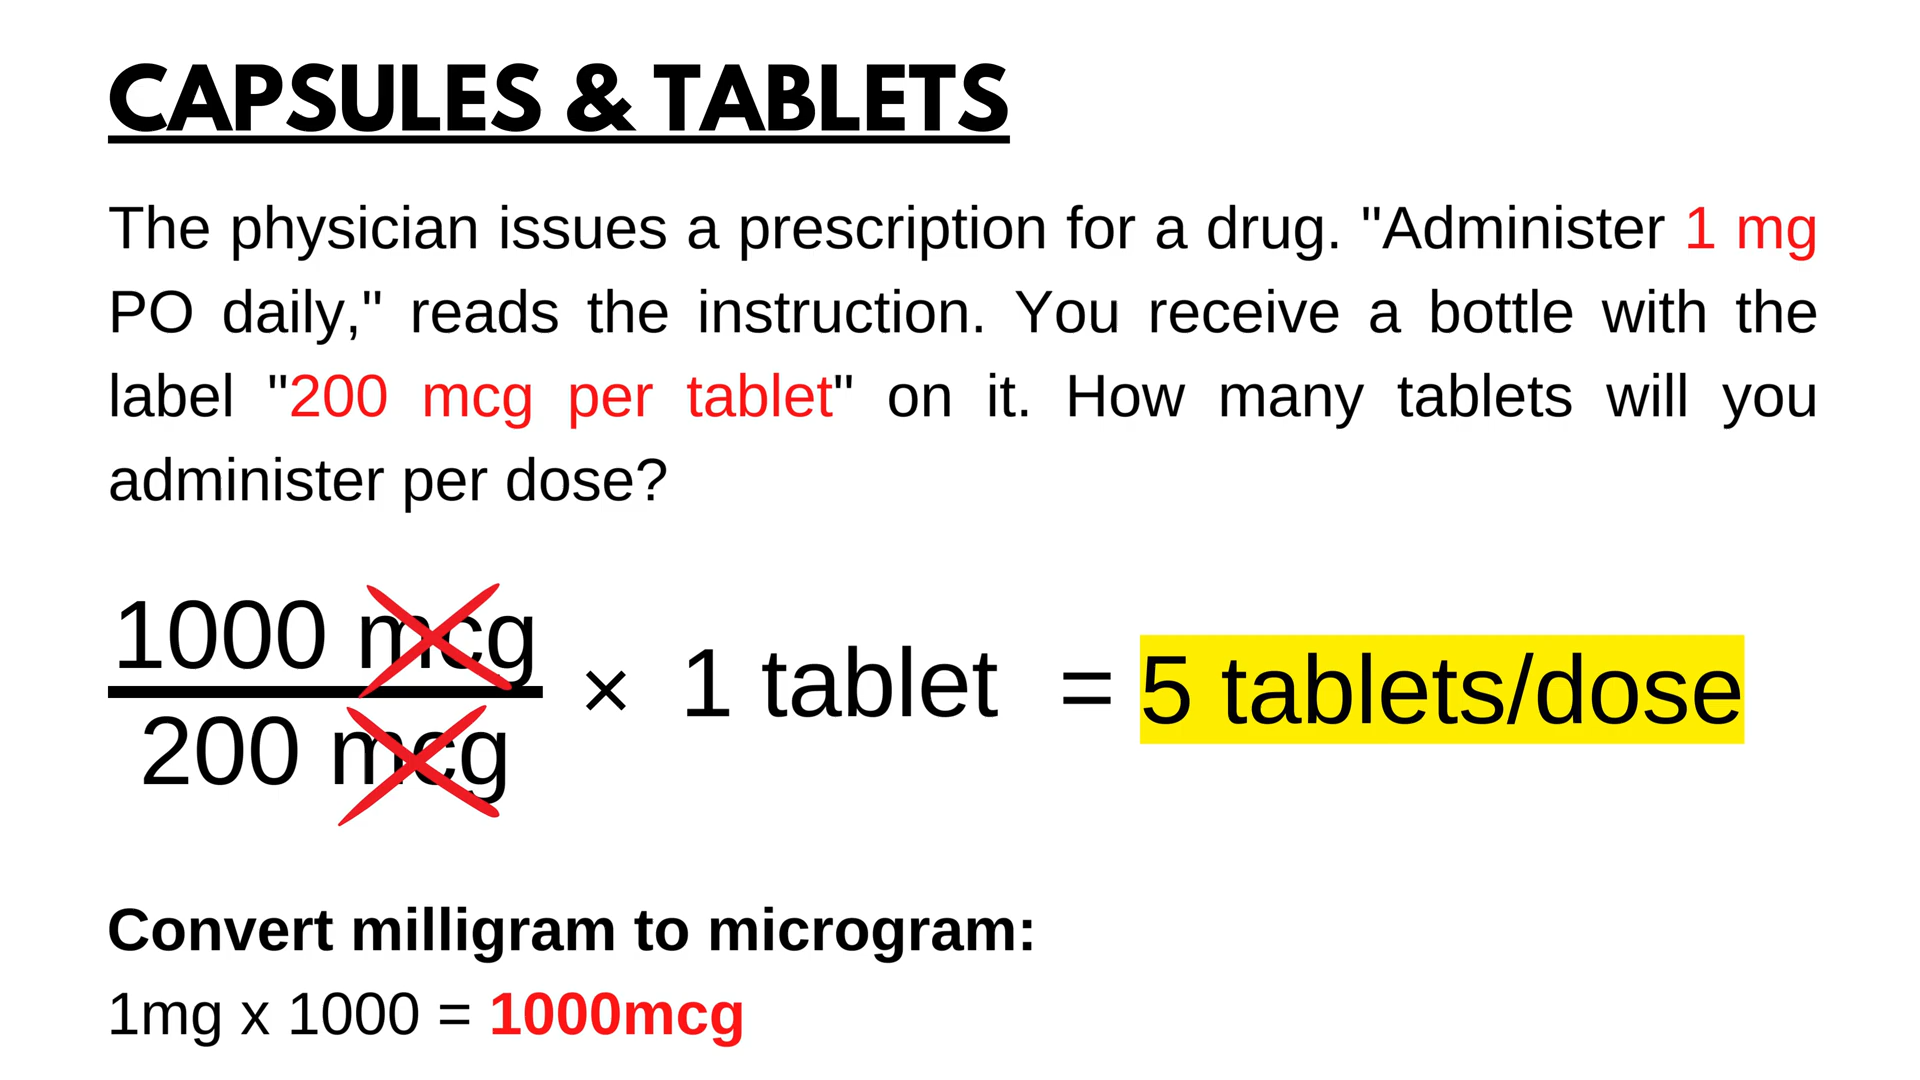 CAPSULES & TABLETS
The physician issues a prescription for a drug. "Administer 1 mg
PO daily," reads the instruction. You receive a bottle with the
label "200 mcg per tablet" on it. How many tablets will you
administer per dose?
1000 mcg
200 mcg
× 1 tablet = 5 tablets/dose
Convert milligram to microgram:
1mg x 1000 = 1000mcg